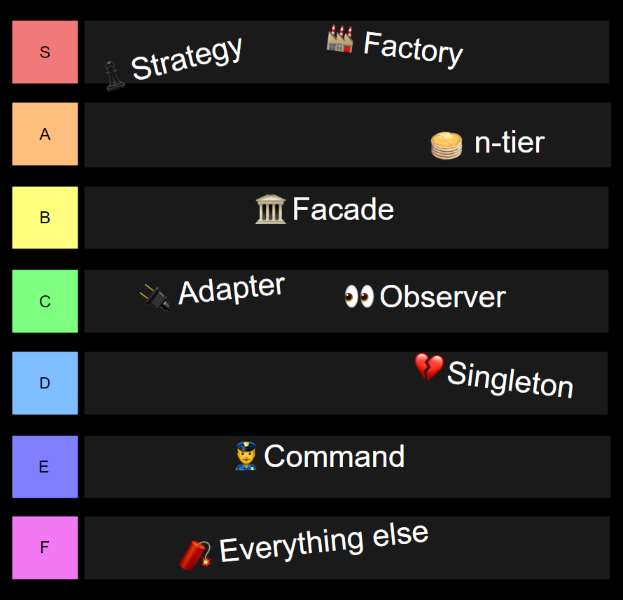 S
Strategy
Factory
A
n-tier
B
Facade
C
Adapter
Observer
D
Singleton
E
Command
F
Everything else